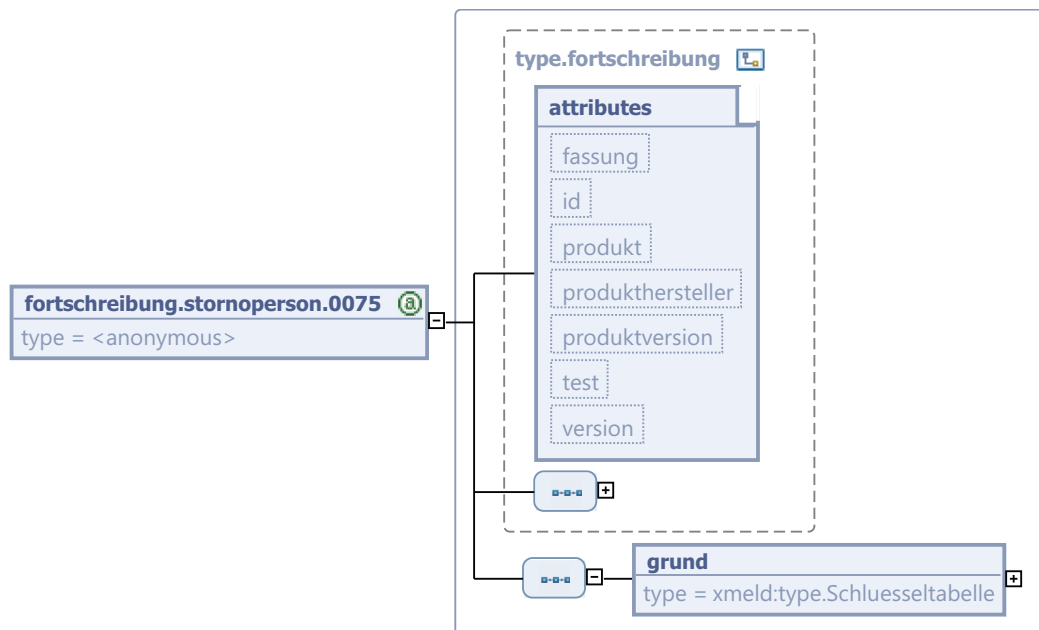 type.fortschreibung
attributes
fassung
id
produkt
produkthersteller
produktversion
test
version
fortschreibung.stornoperson.0075 a
type = <anonymous>
grund
type = xmeld:type.Schluesseltabelle